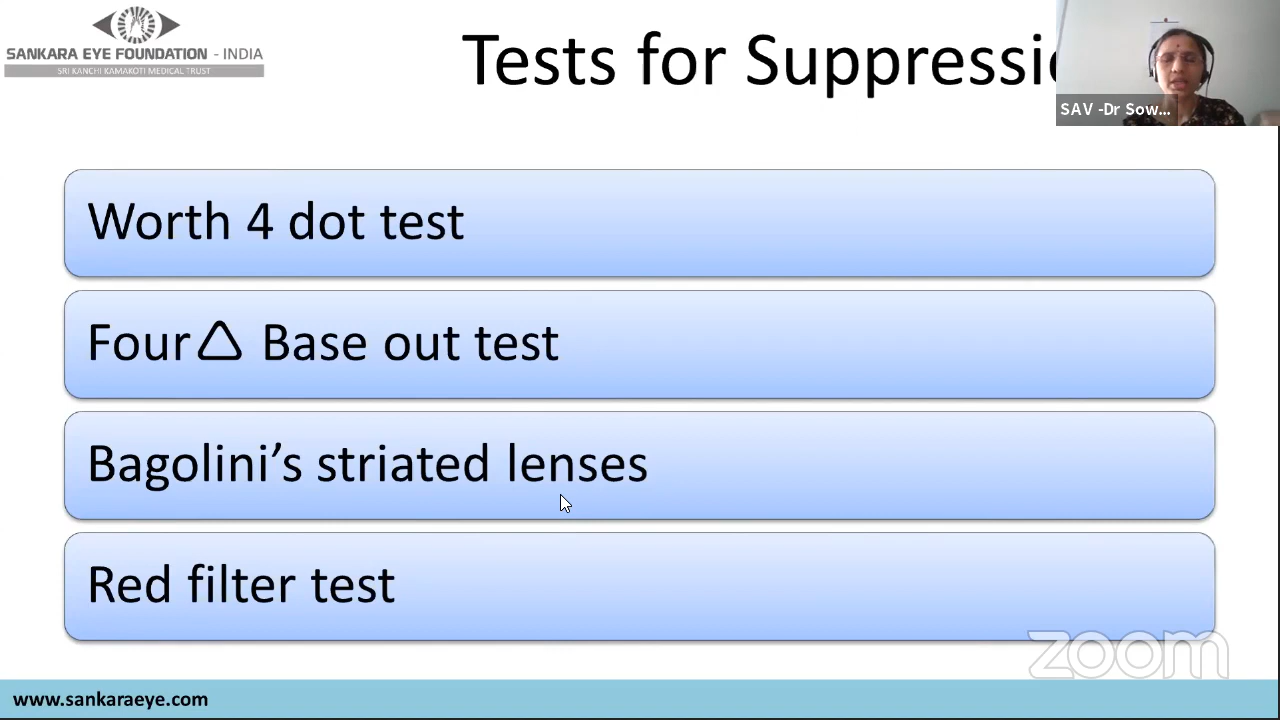 SANKARA EYE FOUNDATION - INDIA
SRI KANCHI KAMAKOTI MEDICAL TRUST
Tests for Suppressio
SAV -Dr Sow...
Worth 4 dot test
Four△ Base out test
Bagolini’s striated lenses
Red filter test
zoom
www.sankaraeye.com